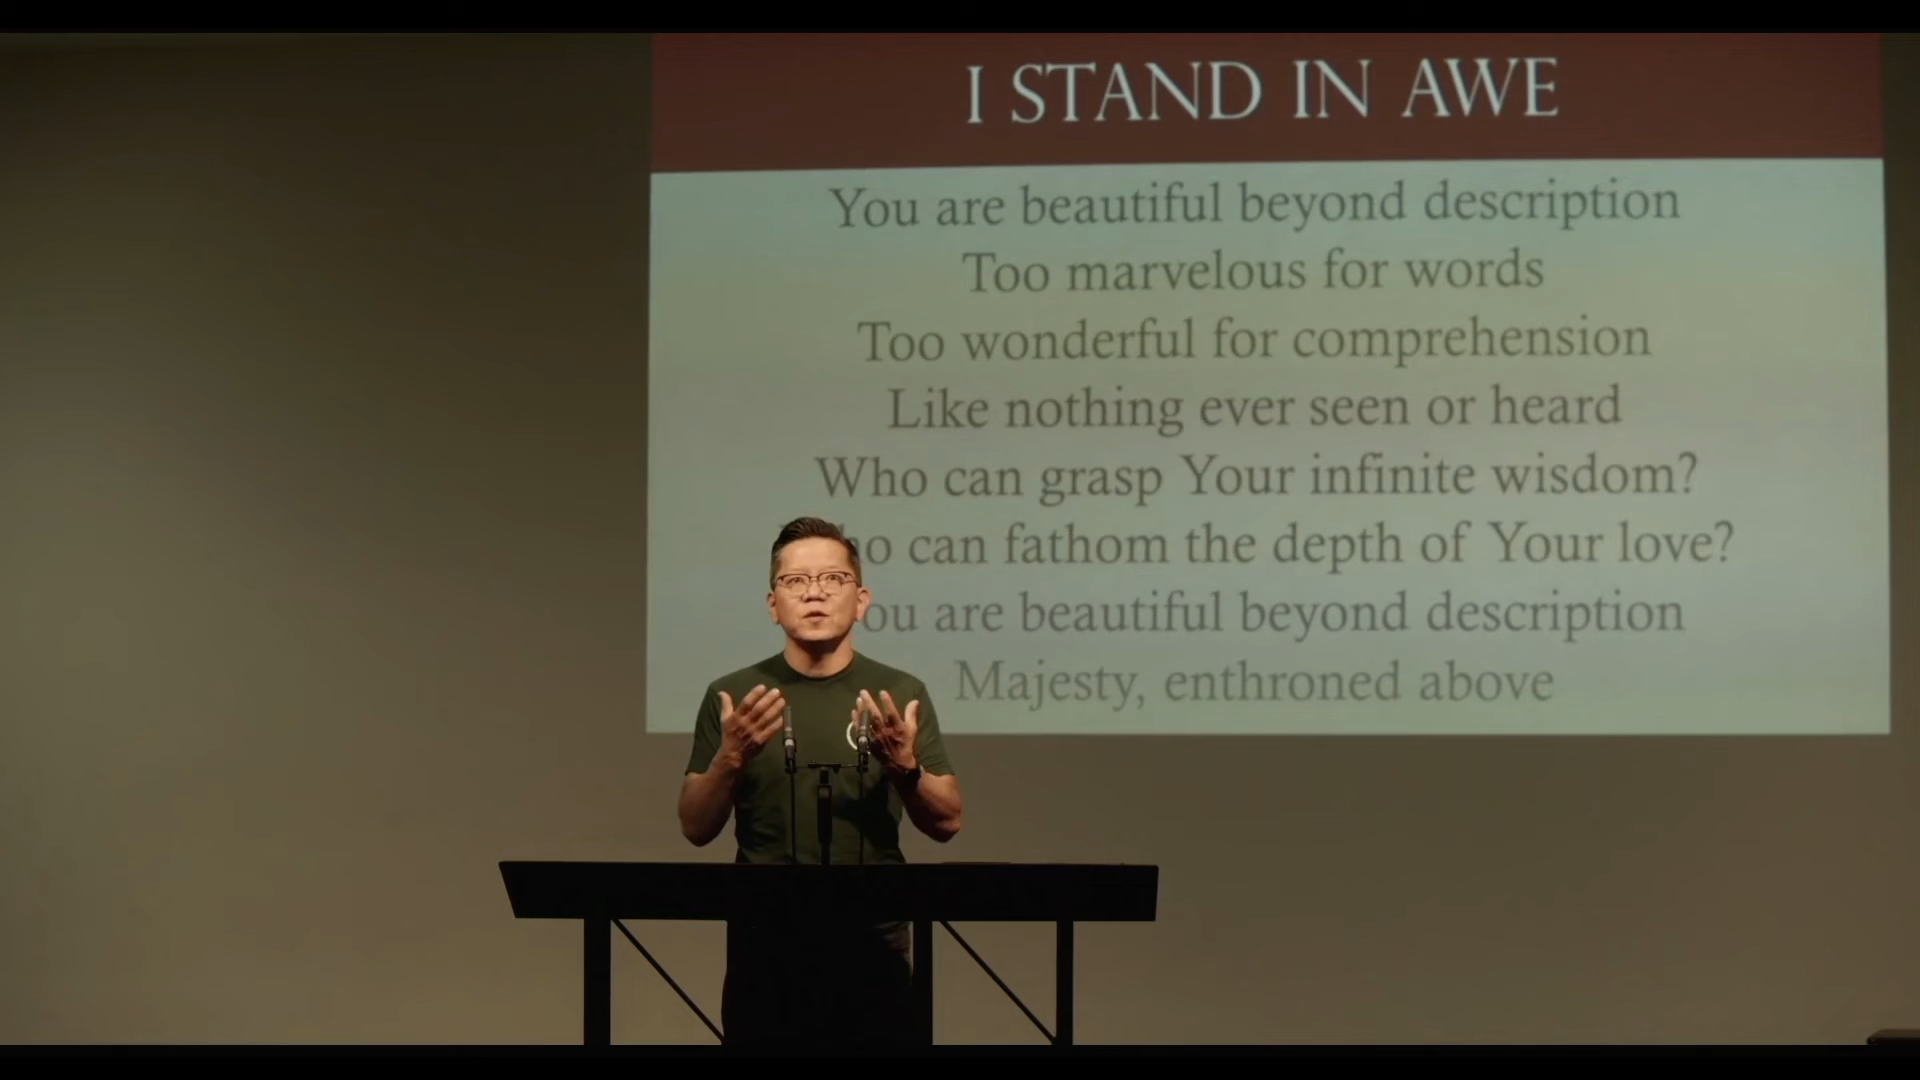 I STAND IN AWE
You are beautiful beyond description
Too marvelous for words
Too wonderful for comprehension
Like nothing ever seen or heard
Who can grasp Your infinite wisdom?
can fathom the depth of Your love?
are beautiful beyond description
Majesty, enthroned above